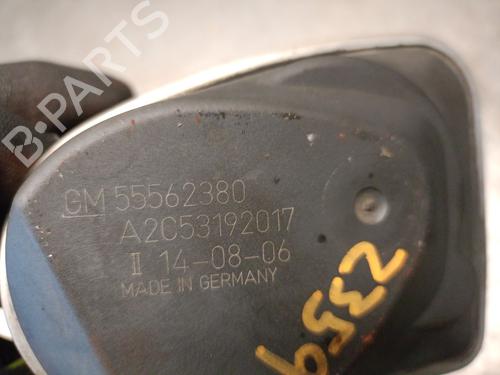 B-PARTS
GM 55562380
A2C53192017
II 14-08-06
MADE IN GERMANY
2359